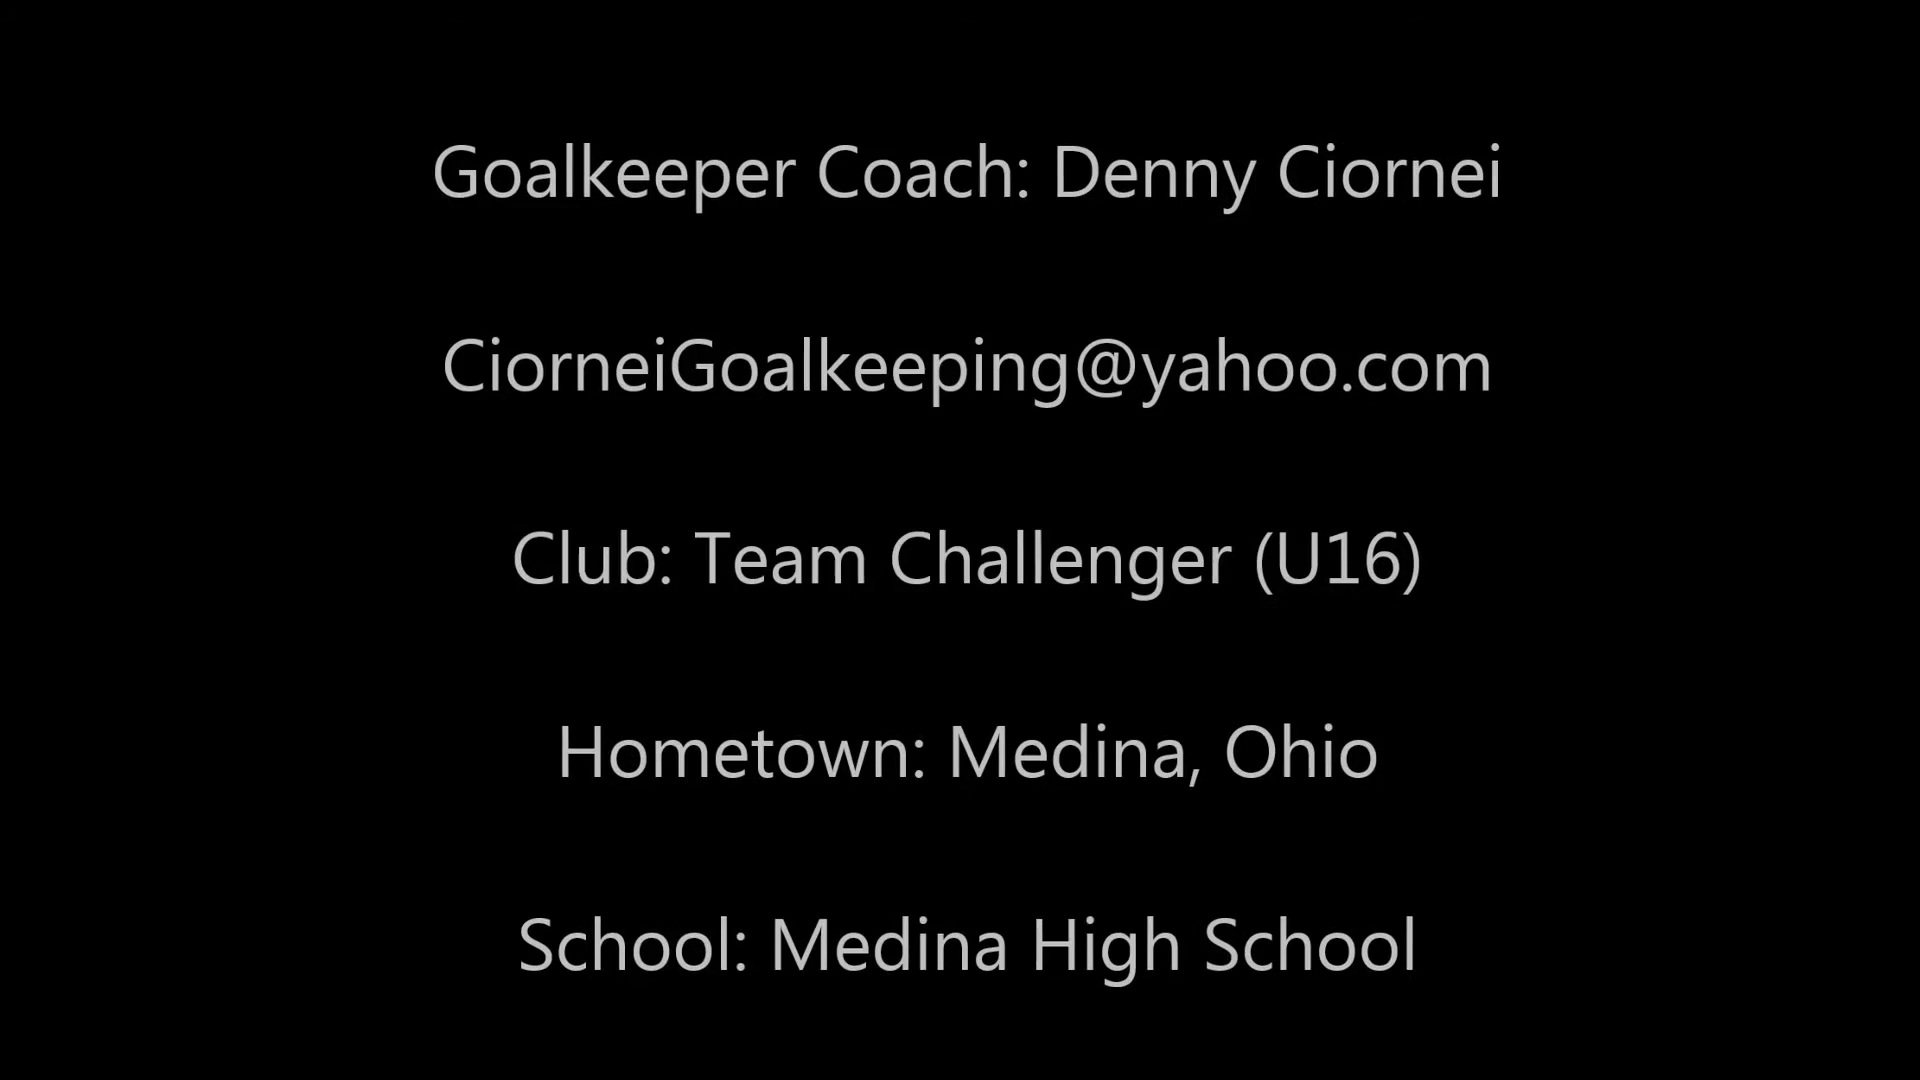 Goalkeeper Coach: Denny Ciornei
CiorneiGoalkeeping@yahoo.com
Club: Team Challenger (U16)
Hometown: Medina, Ohio
School: Medina High School